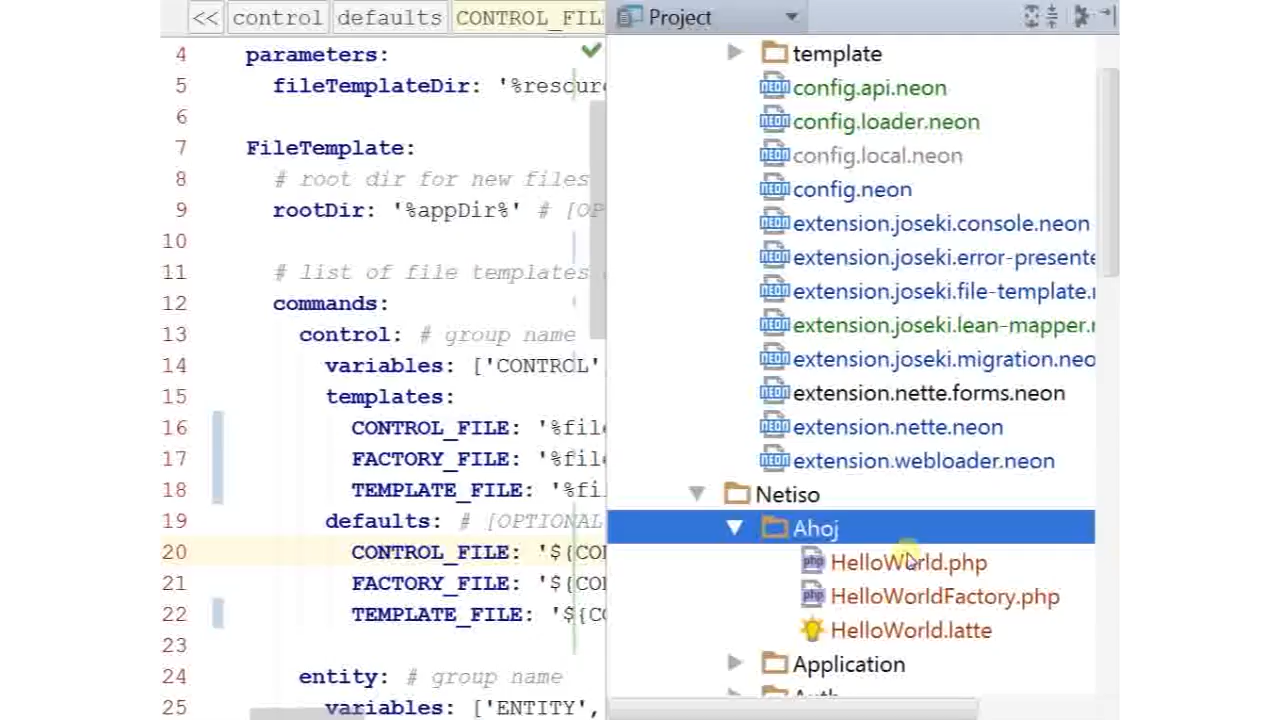 << control defaults CONTROL_FIL
4 parameters:
5 fileTemplateDir: '%resour
6
7 FileTemplate:
8 # root dir for new files
9 rootDir: '%appDir%' # [OP
10
11 # list of file templates
12 commands:
13 control: # group name
14 variables: ['CONTROL'
15 templates:
16 CONTROL_FILE: '%file
17 FACTORY_FILE: '%file
18 TEMPLATE_FILE: '%fi
19 defaults: # [OPTIONAL
20 CONTROL_FILE: '${CO
21 FACTORY_FILE: '${CO
22 TEMPLATE_FILE: '${C
23
24 entity: # group name
25 variables: ['ENTITY',
Project
template
config.api.neon
config.loader.neon
config.local.neon
config.neon
extension.joseki.console.neon
extension.joseki.error-presente
extension.joseki.file-template.
extension.joseki.lean-mapper.
extension.joseki.migration.neo
extension.nette.forms.neon
extension.nette.neon
extension.webloader.neon
Netiso
Ahoj
HelloWorld.php
HelloWorldFactory.php
HelloWorld.latte
Application